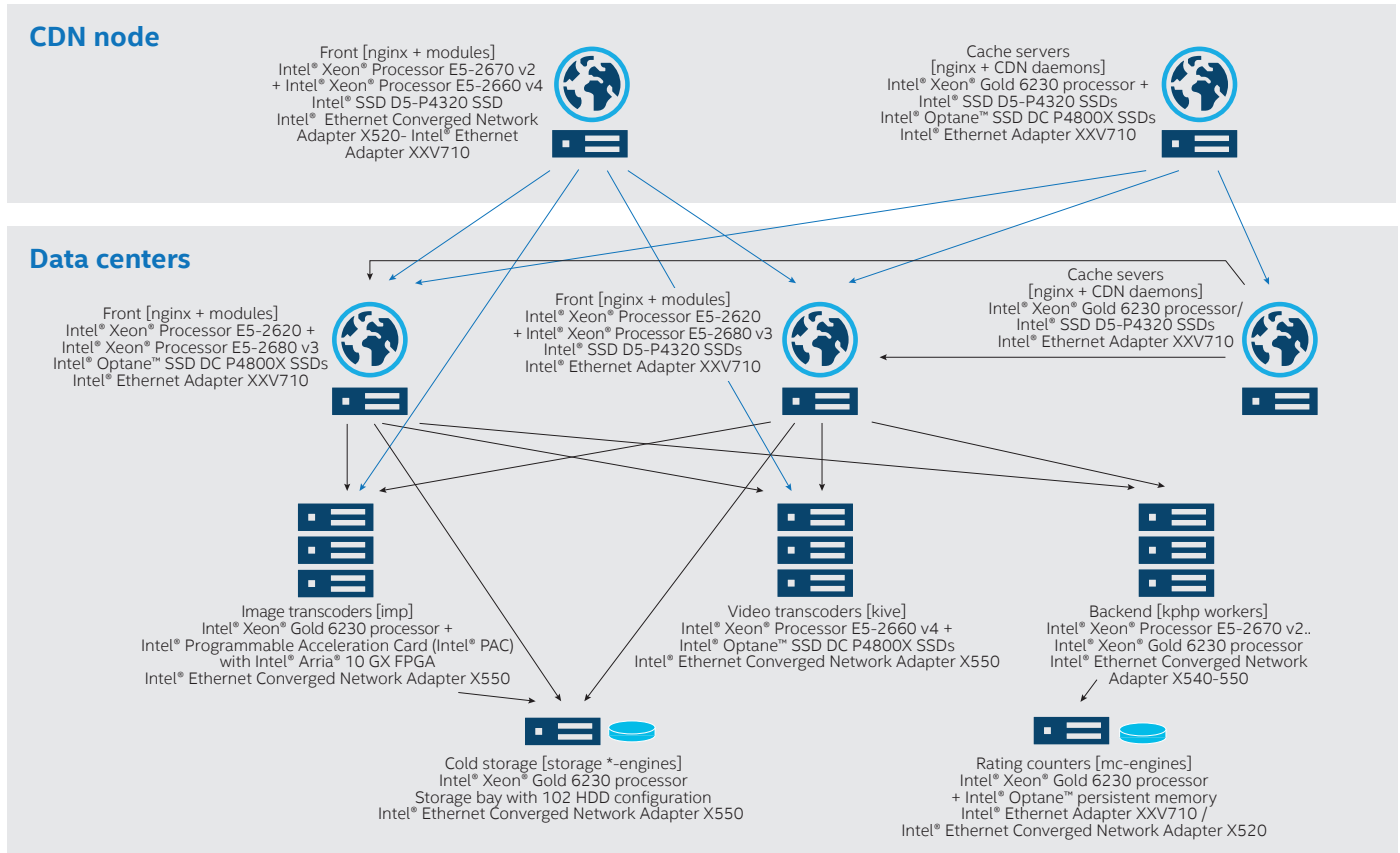 CDN node
Front [nginx + modules]
Intel® Xeon® Processor E5-2670 v2
+ Intel® Xeon® Processor E5-2660 v4
Intel® SSD D5-P4320 SSD
Intel® Ethernet Converged Network
Adapter X520- Intel® Ethernet
Adapter XXV710
Cache servers
[nginx + CDN daemons]
Intel® Xeon® Gold 6230 processor +
Intel® SSD D5-P4320 SSDs
Intel® Optane™ SSD DC P4800X SSDs
Intel® Ethernet Adapter XXV710
Data centers
Front [nginx + modules]
Intel® Xeon® Processor E5-2620 +
Intel® Xeon® Processor E5-2680 v3
Intel® Optane™ SSD DC P4800X SSDs
Intel® Ethernet Adapter XXV710
Front [nginx + modules]
Intel® Xeon® Processor E5-2620
+ Intel® Xeon® Processor E5-2680 v3
Intel® SSD D5-P4320 SSDs
Intel® Ethernet Adapter XXV710
Cache severs
[nginx + CDN daemons]
Intel® Xeon® Gold 6230 processor/
Intel® SSD D5-P4320 SSDs
Intel® Ethernet Adapter XXV710
Image transcoders [imp]
Intel® Xeon® Gold 6230 processor +
Intel® Programmable Acceleration Card (Intel® PAC)
with Intel® Arria® 10 GX FPGA
Intel® Ethernet Converged Network Adapter X550
Video transcoders [kive]
Intel® Xeon® Processor E5-2660 v4 +
Intel® Optane™ SSD DC P4800X SSDs
Intel® Ethernet Converged Network Adapter X550
Backend [kphp workers]
Intel® Xeon® Processor E5-2670 v2..
Intel® Xeon® Gold 6230 processor
Intel® Ethernet Converged Network
Adapter X540-550
Cold storage [storage *-engines]
Intel® Xeon® Gold 6230 processor
Storage bay with 102 HDD configuration
Intel® Ethernet Converged Network Adapter X550
Rating counters [mc-engines]
Intel® Xeon® Gold 6230 processor
+ Intel® Optane™ persistent memory
Intel® Ethernet Adapter XXV710 /
Intel® Ethernet Converged Network Adapter X520